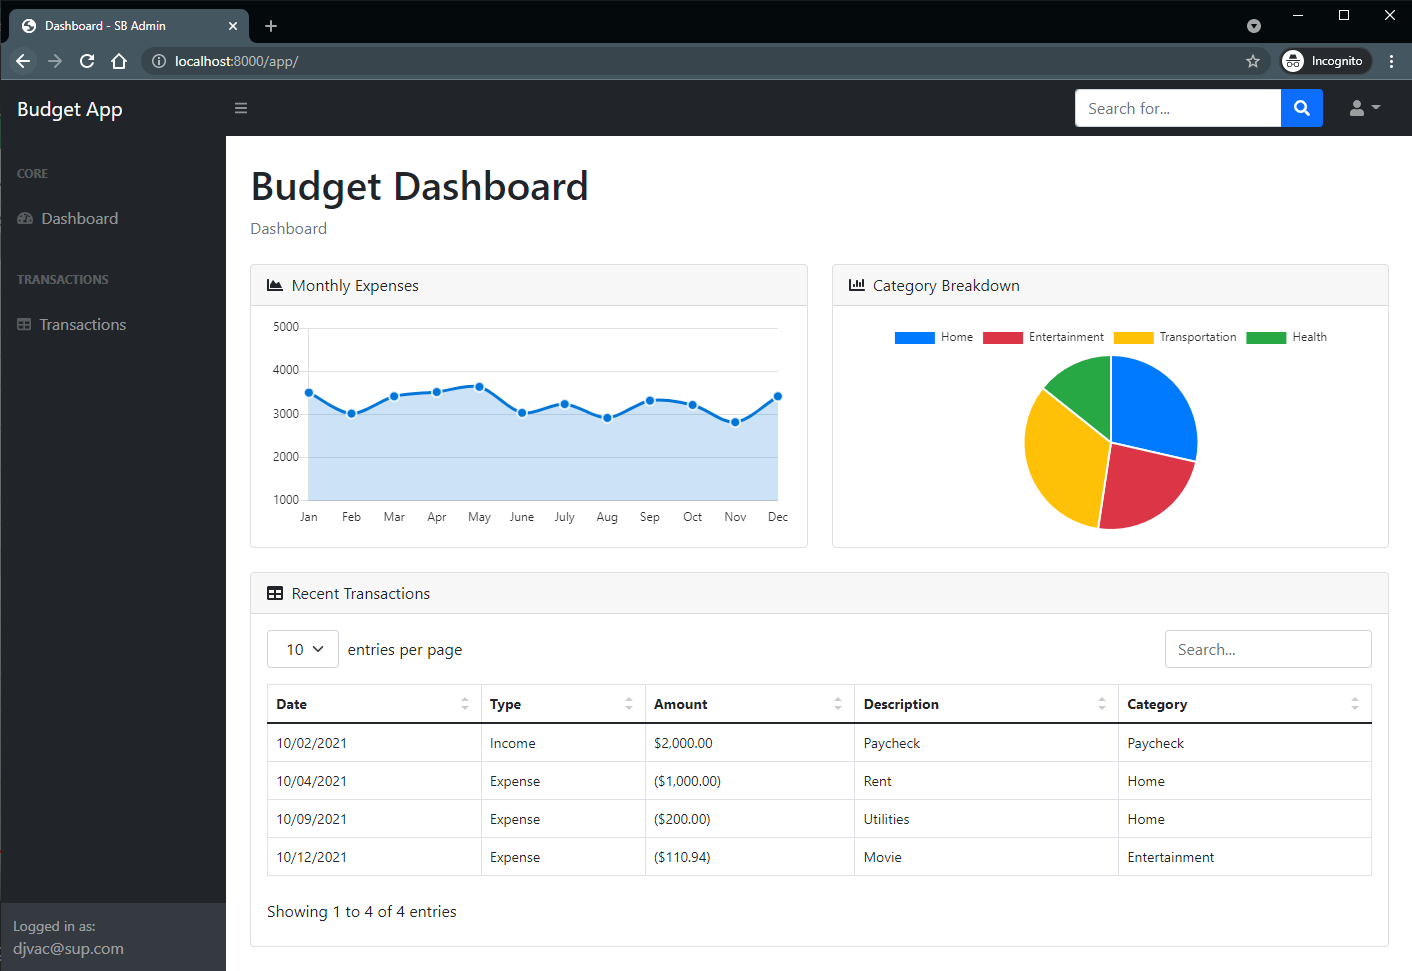 Dashboard - SB Admin
localhost:8000/app/
Incognito
Budget App
Search for...
CORE
Dashboard
TRANSACTIONS
Transactions
Logged in as:
djvac@sup.com
Budget Dashboard
Dashboard
Monthly Expenses
5000
4000
3000
2000
1000
Jan Feb Mar Apr May June July Aug Sep Oct Nov Dec
Category Breakdown
Home Entertainment Transportation Health
Recent Transactions
10 entries per page
Search...
Date Type Amount Description Category
10/02/2021 Income $2,000.00 Paycheck Paycheck
10/04/2021 Expense ($1,000.00) Rent Home
10/09/2021 Expense ($200.00) Utilities Home
10/12/2021 Expense ($110.94) Movie Entertainment
Showing 1 to 4 of 4 entries